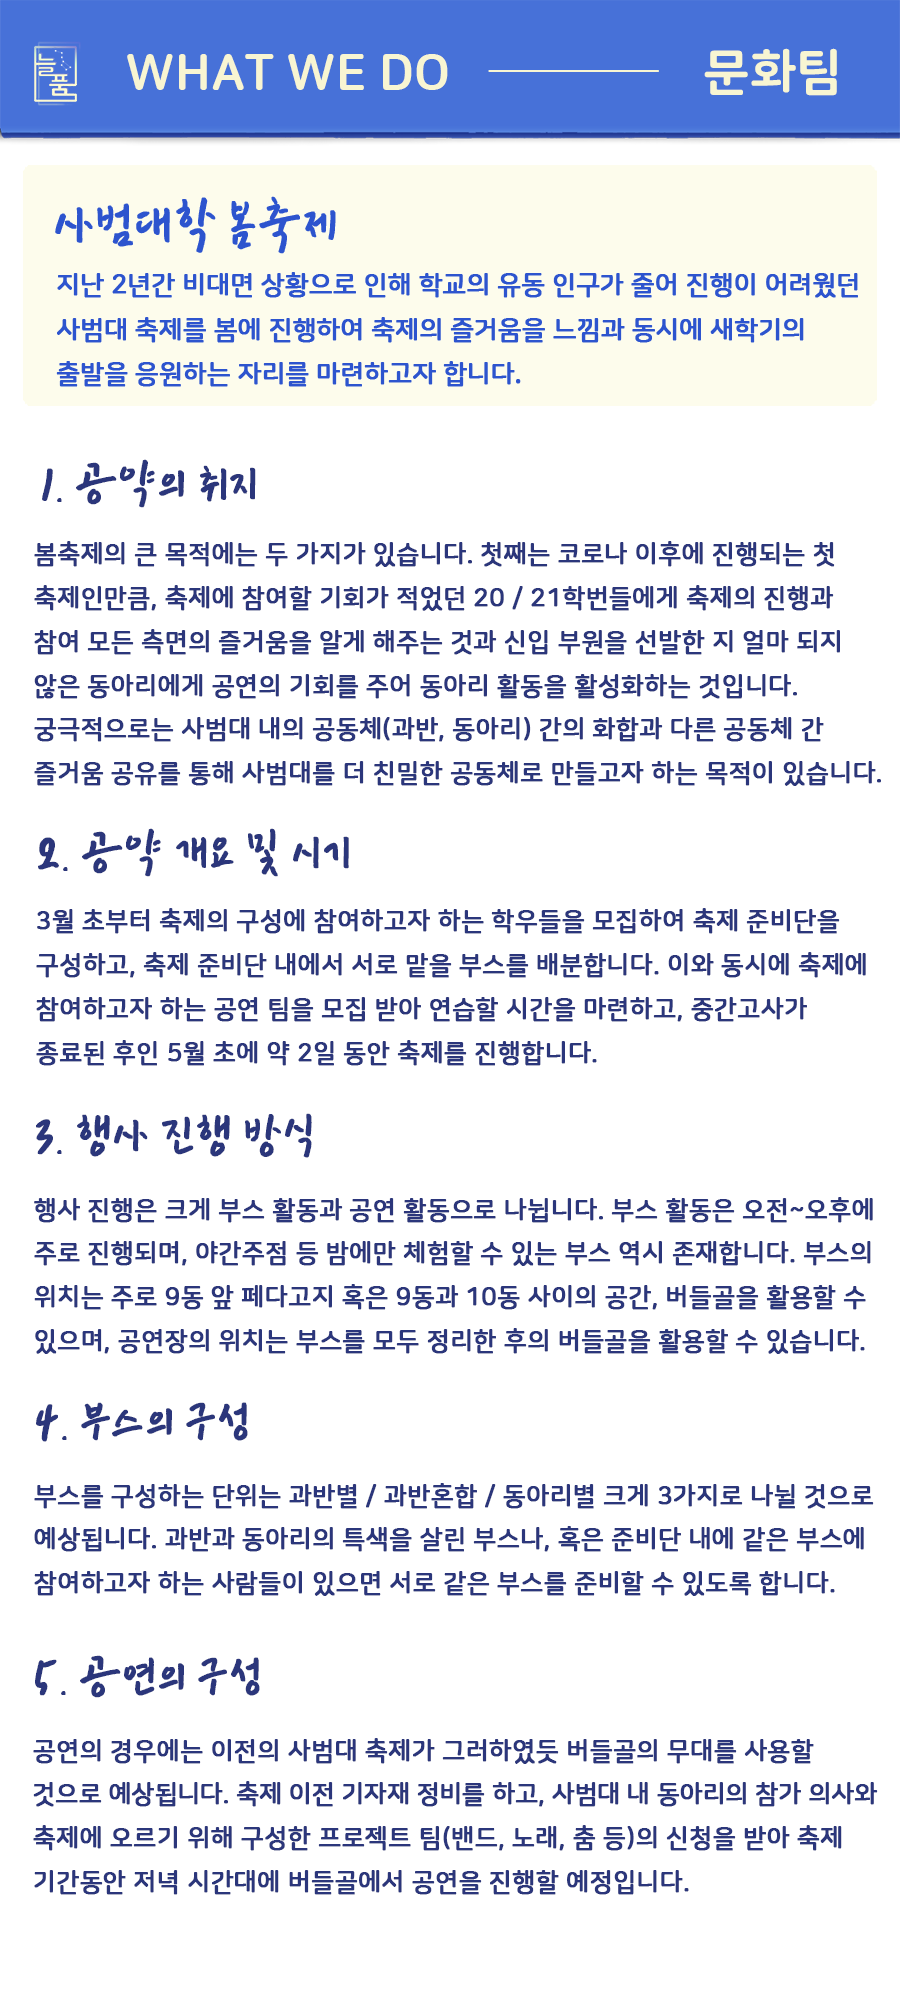 늘품
WHAT WE DO
문화팀
사범대학 봄축제
지난 2년간 비대면 상황으로 인해 학교의 유동 인구가 줄어 진행이 어려웠던
사범대 축제를 봄에 진행하여 축제의 즐거움을 느낌과 동시에 새학기의
출발을 응원하는 자리를 마련하고자 합니다.
1. 공약의 취지
봄축제의 큰 목적에는 두 가지가 있습니다. 첫째는 코로나 이후에 진행되는 첫
축제인만큼, 축제에 참여할 기회가 적었던 20 / 21학번들에게 축제의 진행과
참여 모든 측면의 즐거움을 알게 해주는 것과 신입 부원을 선발한 지 얼마 되지
않은 동아리에게 공연의 기회를 주어 동아리 활동을 활성화하는 것입니다.
궁극적으로는 사범대 내의 공동체(과반, 동아리) 간의 화합과 다른 공동체 간
즐거움 공유를 통해 사범대를 더 친밀한 공동체로 만들고자 하는 목적이 있습니다.
2. 공약 개요 및 시기
3월 초부터 축제의 구성에 참여하고자 하는 학우들을 모집하여 축제 준비단을
구성하고, 축제 준비단 내에서 서로 맡을 부스를 배분합니다. 이와 동시에 축제에
참여하고자 하는 공연 팀을 모집 받아 연습할 시간을 마련하고, 중간고사가
종료된 후인 5월 초에 약 2일 동안 축제를 진행합니다.
3. 행사 진행 방식
행사 진행은 크게 부스 활동과 공연 활동으로 나뉩니다. 부스 활동은 오전~오후에
주로 진행되며, 야간주점 등 밤에만 체험할 수 있는 부스 역시 존재합니다. 부스의
위치는 주로 9동 앞 페다고지 혹은 9동과 10동 사이의 공간, 버들골을 활용할 수
있으며, 공연장의 위치는 부스를 모두 정리한 후의 버들골을 활용할 수 있습니다.
4. 부스의 구성
부스를 구성하는 단위는 과반별 / 과반혼합 / 동아리별 크게 3가지로 나뉠 것으로
예상됩니다. 과반과 동아리의 특색을 살린 부스나, 혹은 준비단 내에 같은 부스에
참여하고자 하는 사람들이 있으면 서로 같은 부스를 준비할 수 있도록 합니다.
5. 공연의 구성
공연의 경우에는 이전의 사범대 축제가 그러하였듯 버들골의 무대를 사용할
것으로 예상됩니다. 축제 이전 기자재 정비를 하고, 사범대 내 동아리의 참가 의사와
축제에 오르기 위해 구성한 프로젝트 팀(밴드, 노래, 춤 등)의 신청을 받아 축제
기간동안 저녁 시간대에 버들골에서 공연을 진행할 예정입니다.